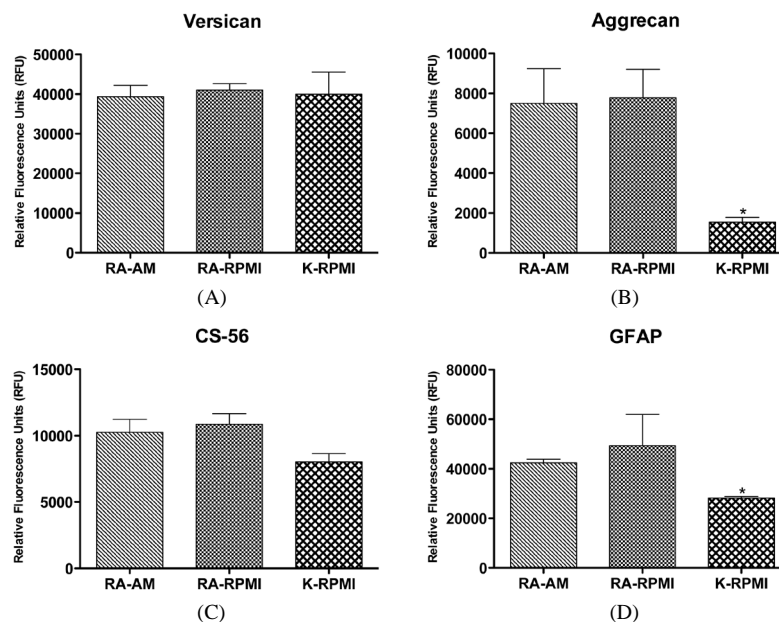 Versican
Relative Fluorescence Units (RFU)
50000
40000
30000
20000
10000
0
RA-AM RA-RPMI K-RPMI
(A)
Aggrecan
Relative Fluorescence Units (RFU)
10000
8000
6000
4000
2000
0
*
RA-AM RA-RPMI K-RPMI
(B)
CS-56
Relative Fluorescence Units (RFU)
15000
10000
5000
0
RA-AM RA-RPMI K-RPMI
(C)
GFAP
Relative Fluorescence Units (RFU)
80000
60000
40000
20000
0
*
RA-AM RA-RPMI K-RPMI
(D)